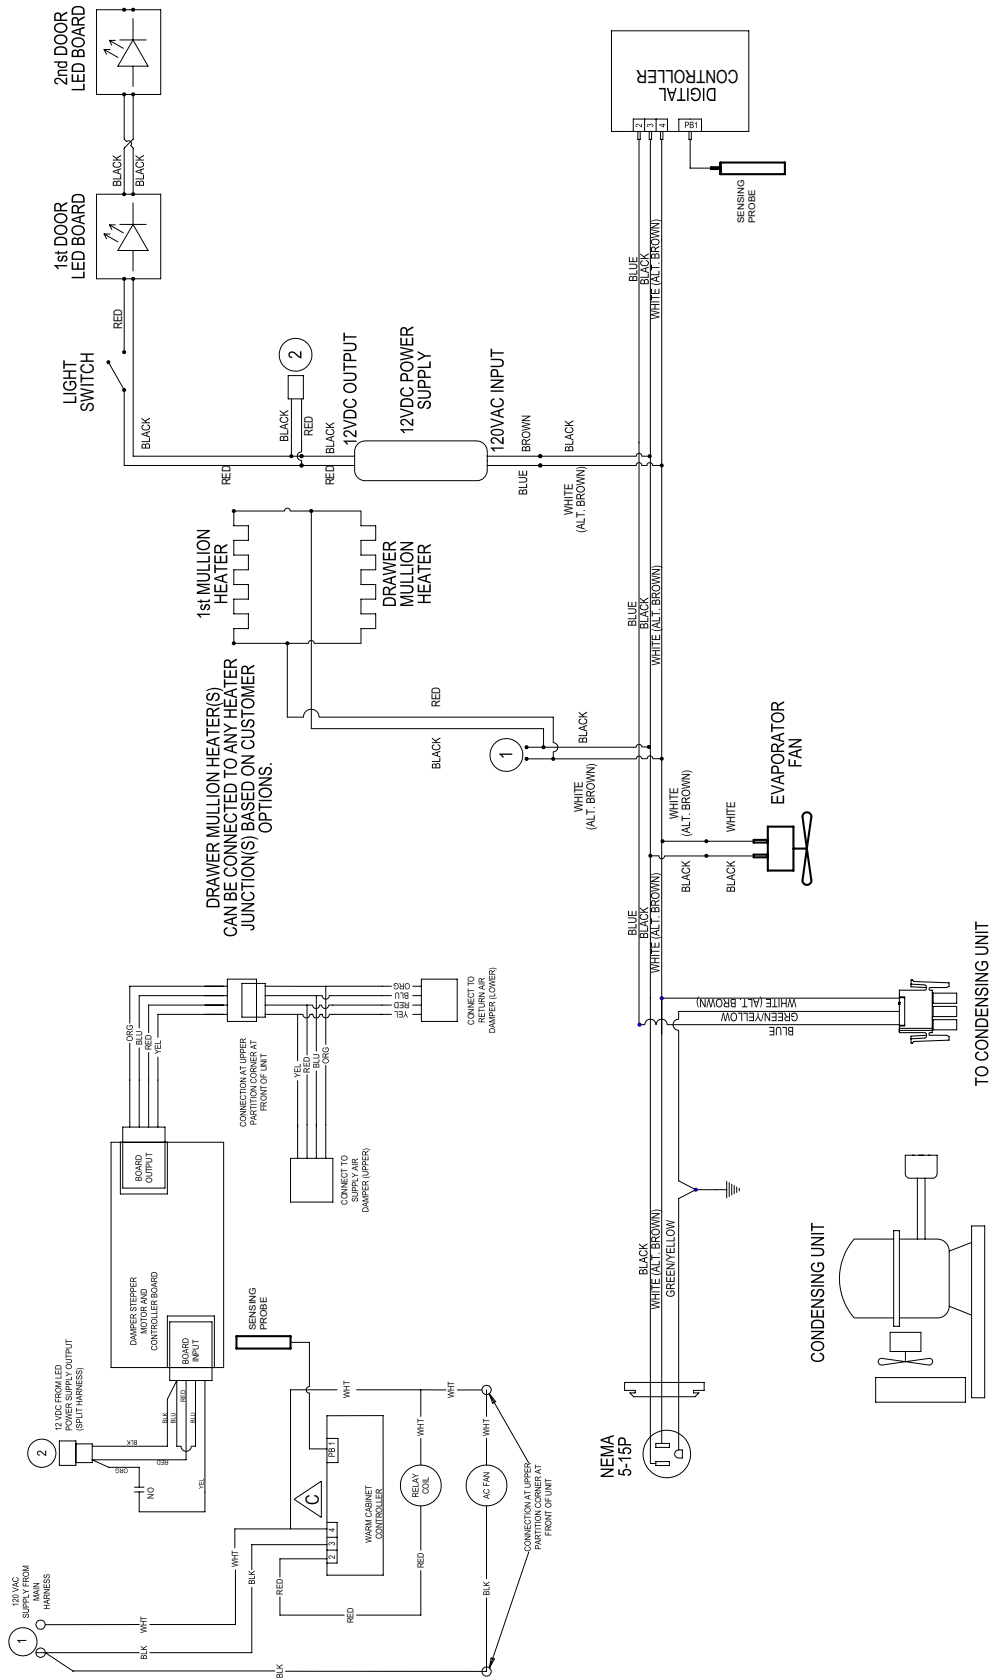 2nd DOOR
LED BOARD
BLACK
BLACK
1st DOOR
LED BOARD
RED
LIGHT
SWITCH
BLACK
RED
2
BLACK
RED
12VDC OUTPUT
BLACK
RED
12VDC POWER
SUPPLY
120VAC INPUT
BROWN
BLUE
BLACK
WHITE
(ALT. BROWN)
DIGITAL
CONTROLLER
2
3
4
PB1
SENSING
PROBE
BLUE
BLACK
WHITE (ALT. BROWN)
1st MULLION
HEATER
DRAWER
MULLION
HEATER
DRAWER MULLION HEATER(S)
CAN BE CONNECTED TO ANY HEATER
JUNCTION(S) BASED ON CUSTOMER
OPTIONS.
RED
BLACK
1
BLACK
WHITE
(ALT. BROWN)
BLUE
BLACK
WHITE (ALT. BROWN)
WHITE
(ALT. BROWN)
WHITE
BLACK
BLACK
EVAPORATOR
FAN
BLUE
BLACK
WHITE (ALT. BROWN)
WHITE (ALT. BROWN)
GREEN/YELLOW
BLUE
TO CONDENSING UNIT
CONDENSING UNIT
BLACK
WHITE (ALT. BROWN)
GREEN/YELLOW
NEMA
5-15P
ORG
BLU
RED
YEL
BOARD
OUTPUT
DAMPER STEPPER
MOTOR AND
CONTROLLER BOARD
BOARD
INPUT
CONNECTION AT UPPER
PARTITION CORNER AT
FRONT OF UNIT
ORG
BLU
RED
YEL
CONNECT TO
RETURN AIR
DAMPER (LOWER)
YEL
RED
BLU
ORG
CONNECT TO
SUPPLY AIR
DAMPER (UPPER)
2
12 VDC FROM LED
POWER SUPPLY OUTPUT
(SPLIT HARNESS)
BLK
RED
ORG
NO
BLK
BLU
RED
BLU
YEL
SENSING
PROBE
1
120 VAC
SUPPLY FROM
MAIN
HARNESS
WHT
BLK
BLK
WHT
BLK
C
PB1
4
3
2
WARM CABINET
CONTROLLER
WHT
WHT
WHT
WHT
RED
RED
RED
RELAY
COIL
AC FAN
BLK
CONNECTION AT UPPER
PARTITION CORNER AT
FRONT OF UNIT